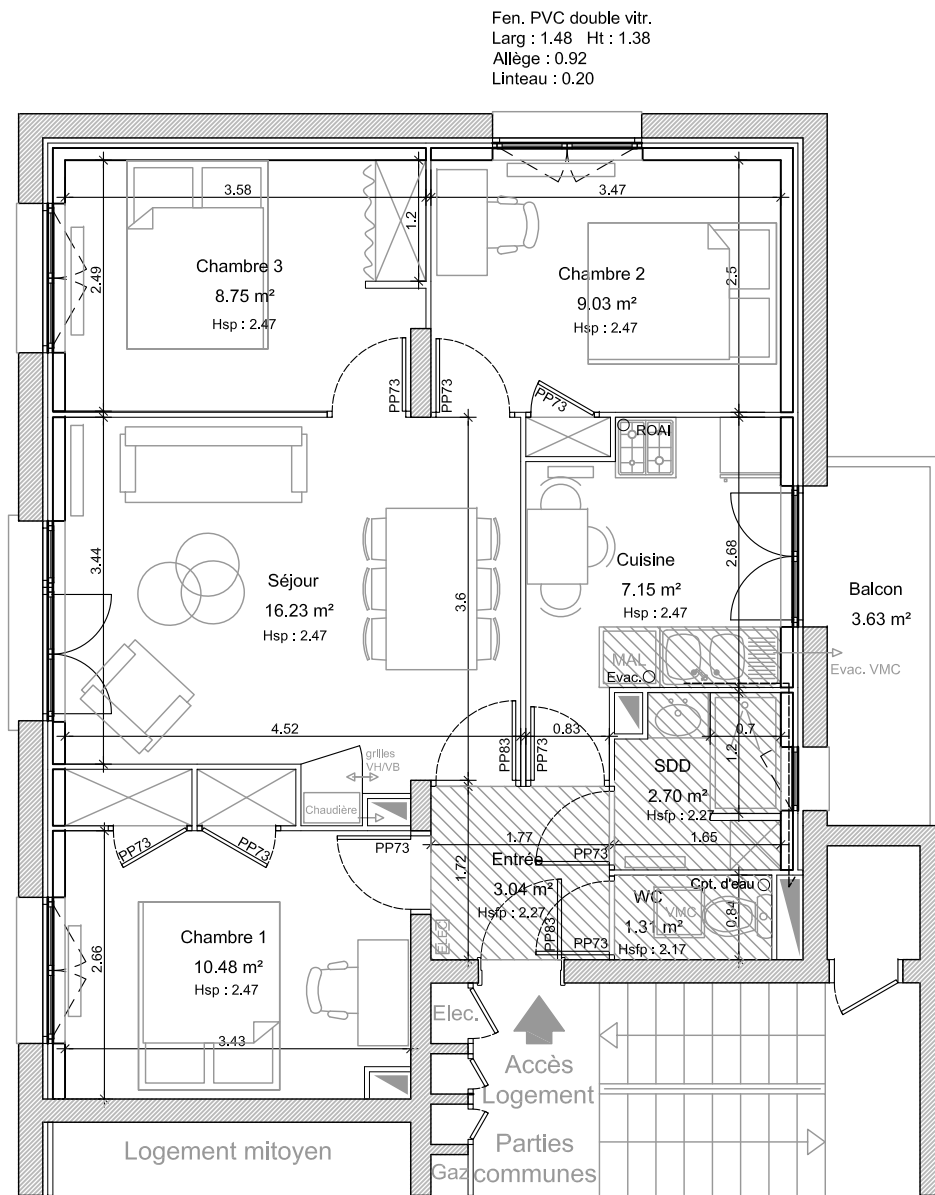 Fen. PVC double vitr.
Larg : 1.48 Ht : 1.38
Allège : 0.92
Linteau : 0.20
3.58
3.47
1.2
2.49
2.5
Chambre 3
8.75 m²
Hsp : 2.47
Chambre 2
9.03 m²
Hsp : 2.47
PP73
PP73
PP73
ROAI
3.44
3.6
2.68
Séjour
16.23 m²
Hsp : 2.47
Cuisine
7.15 m²
Hsp : 2.47
Balcon
3.63 m²
MAL
Evac.
Evac. VMC
4.52
0.83
0.7
1.2
PP83
PP73
grilles
VH/VB
Chaudière
SDD
2.70 m²
Hsfp : 2.27
PP73
PP73
PP73
1.77
1.65
1.72
Entrée
3.04 m²
Hsfp : 2.27
PP73
PP83
PP73
ELEC
Cpt. d'eau
WC
1.31 m²
Hsfp : 2.17
VMC
0.84
Chambre 1
10.48 m²
Hsp : 2.47
2.66
3.43
Elec.
Accès
Logement
Parties
communes
Gaz
Logement mitoyen